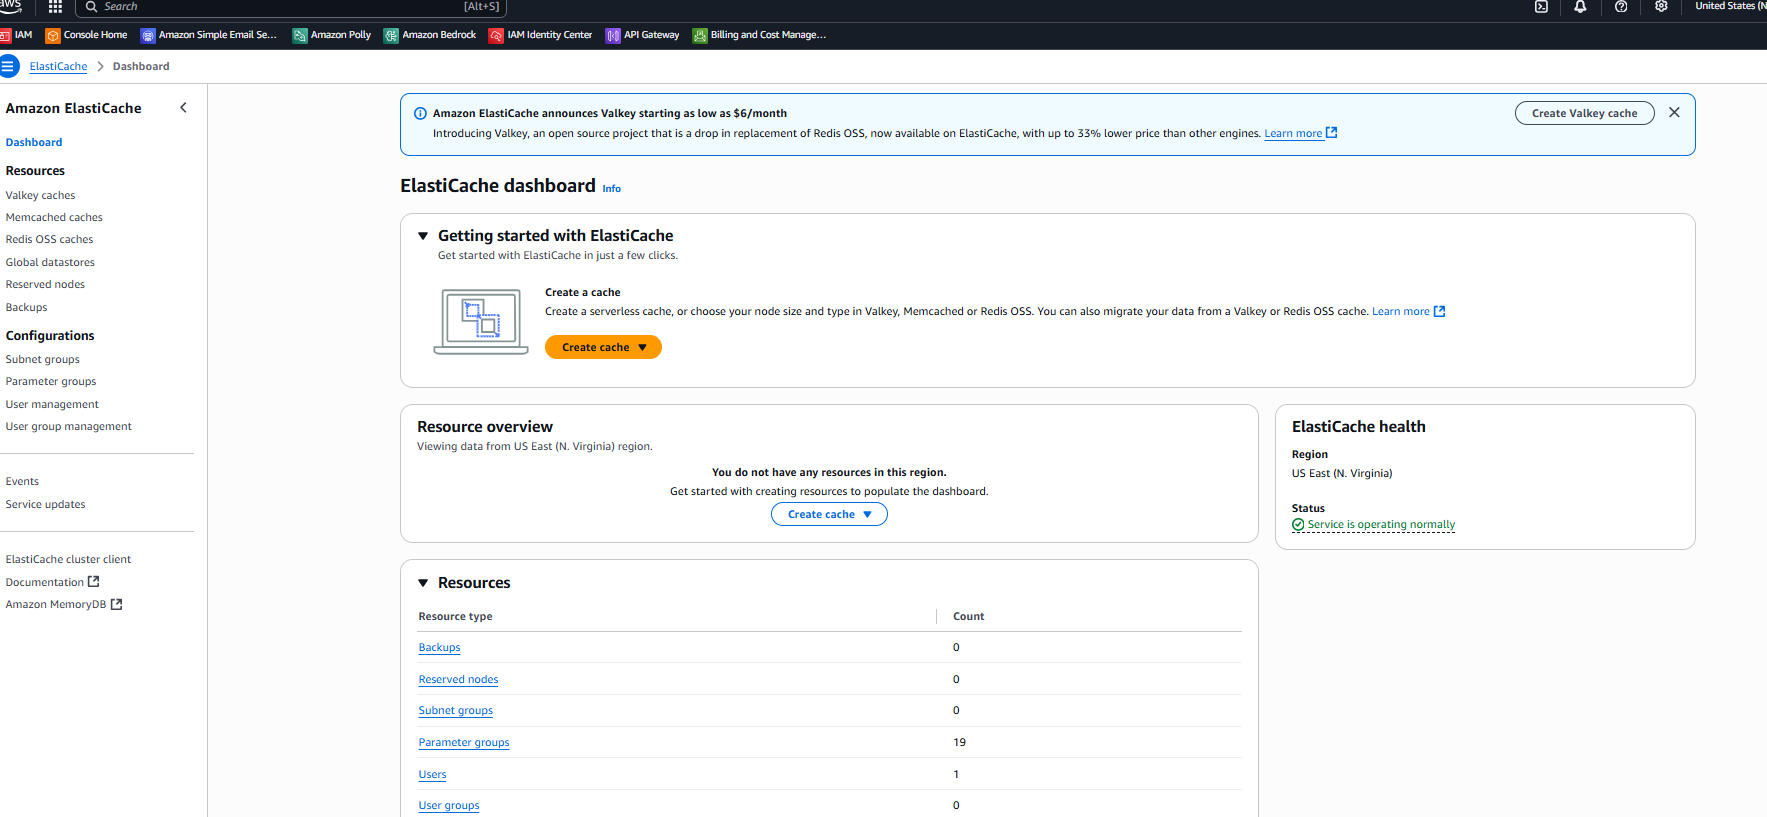 aws
Search [Alt+S]
United States (N
IAM
Console Home
Amazon Simple Email Se...
Amazon Polly
Amazon Bedrock
IAM Identity Center
API Gateway
Billing and Cost Manage...
ElastiCache > Dashboard
Amazon ElastiCache
Dashboard
Resources
Valkey caches
Memcached caches
Redis OSS caches
Global datastores
Reserved nodes
Backups
Configurations
Subnet groups
Parameter groups
User management
User group management
Events
Service updates
ElastiCache cluster client
Documentation
Amazon MemoryDB
Amazon ElastiCache announces Valkey starting as low as $6/month
Introducing Valkey, an open source project that is a drop in replacement of Redis OSS, now available on ElastiCache, with up to 33% lower price than other engines. Learn more
Create Valkey cache
ElastiCache dashboard Info
Getting started with ElastiCache
Get started with ElastiCache in just a few clicks.
Create a cache
Create a serverless cache, or choose your node size and type in Valkey, Memcached or Redis OSS. You can also migrate your data from a Valkey or Redis OSS cache. Learn more
Create cache
Resource overview
Viewing data from US East (N. Virginia) region.
You do not have any resources in this region.
Get started with creating resources to populate the dashboard.
Create cache
ElastiCache health
Region
US East (N. Virginia)
Status
Service is operating normally
Resources
Resource type Count
Backups 0
Reserved nodes 0
Subnet groups 0
Parameter groups 19
Users 1
User groups 0